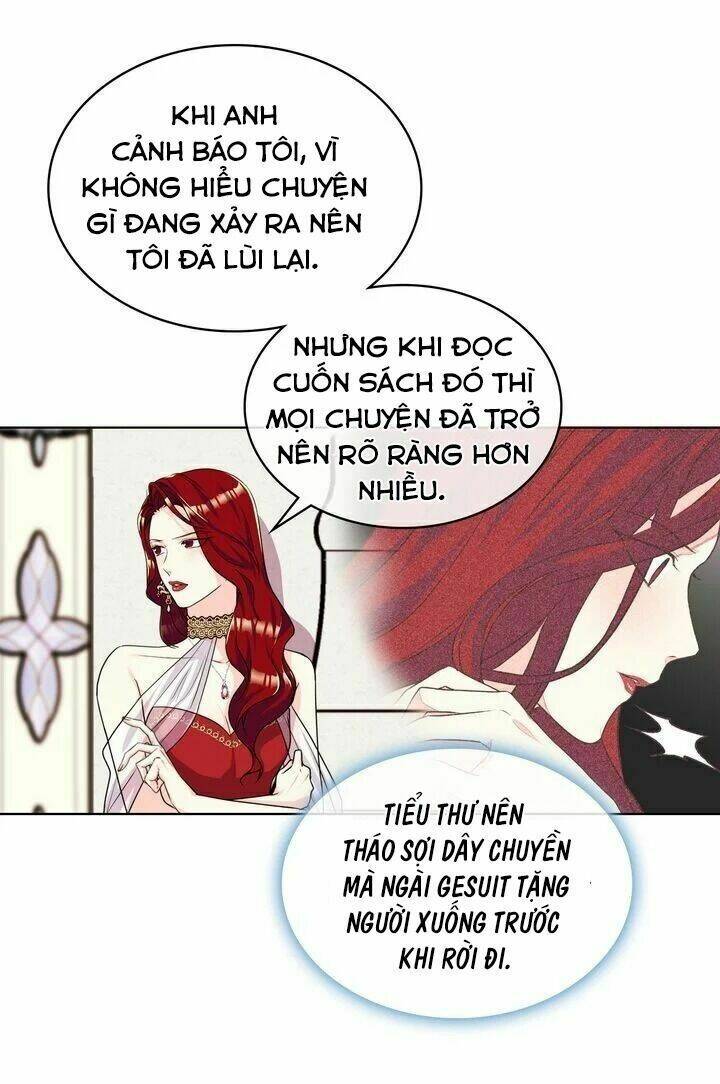 KHI ANH
CẢNH BÁO TÔI, VÌ
KHÔNG HIỂU CHUYỆN
GÌ ĐANG XẢY RA NÊN
TÔI ĐÃ LÙI LẠI.
NHƯNG KHI ĐỌC
CUỐN SÁCH ĐÓ THÌ
MỌI CHUYỆN ĐÃ TRỞ
NÊN RÕ RÀNG HƠN
NHIỀU.
TIỂU THƯ NÊN
THÁO SỢI DÂY CHUYỀN
MÀ NGÀI GESUIT TẶNG
NGƯỜI XUỐNG TRƯỚC
KHI RỜI ĐI.